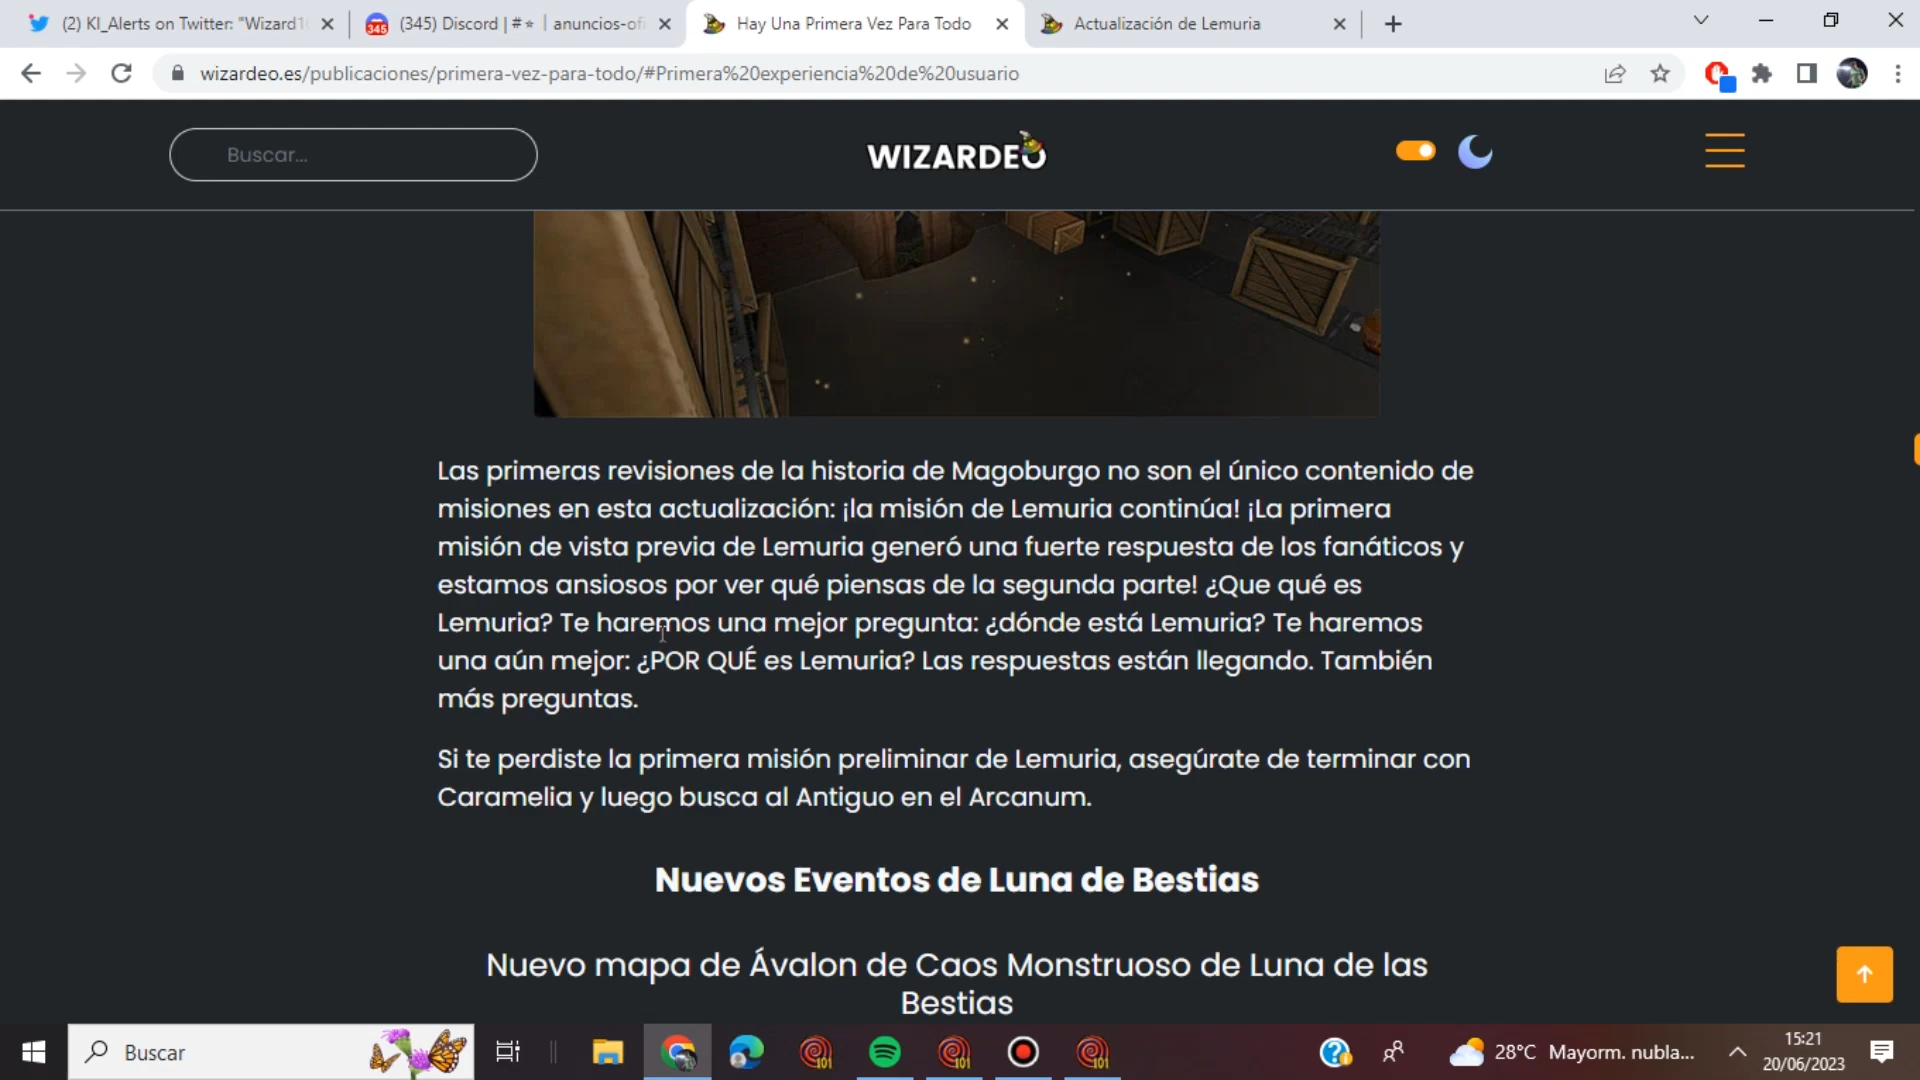 (2) KI_Alerts on Twitter: "Wizard1
(345) Discord | #⭐ | anuncios-ofi
Hay Una Primera Vez Para Todo
Actualización de Lemuria
wizardeo.es/publicaciones/primera-vez-para-todo/#Primera%20experiencia%20de%20usuario
Buscar...
WIZARDEO
Las primeras revisiones de la historia de Magoburgo no son el único contenido de
misiones en esta actualización: ¡la misión de Lemuria continúa! ¡La primera
misión de vista previa de Lemuria generó una fuerte respuesta de los fanáticos y
estamos ansiosos por ver qué piensas de la segunda parte! ¿Que qué es
Lemuria? Te haremos una mejor pregunta: ¿dónde está Lemuria? Te haremos
una aún mejor: ¿POR QUÉ es Lemuria? Las respuestas están llegando. También
más preguntas.
Si te perdiste la primera misión preliminar de Lemuria, asegúrate de terminar con
Caramelia y luego busca al Antiguo en el Arcanum.
Nuevos Eventos de Luna de Bestias
Nuevo mapa de Ávalon de Caos Monstruoso de Luna de las
Bestias
Buscar
101
101
101
28°C Mayorm. nubla...
15:21
20/06/2023